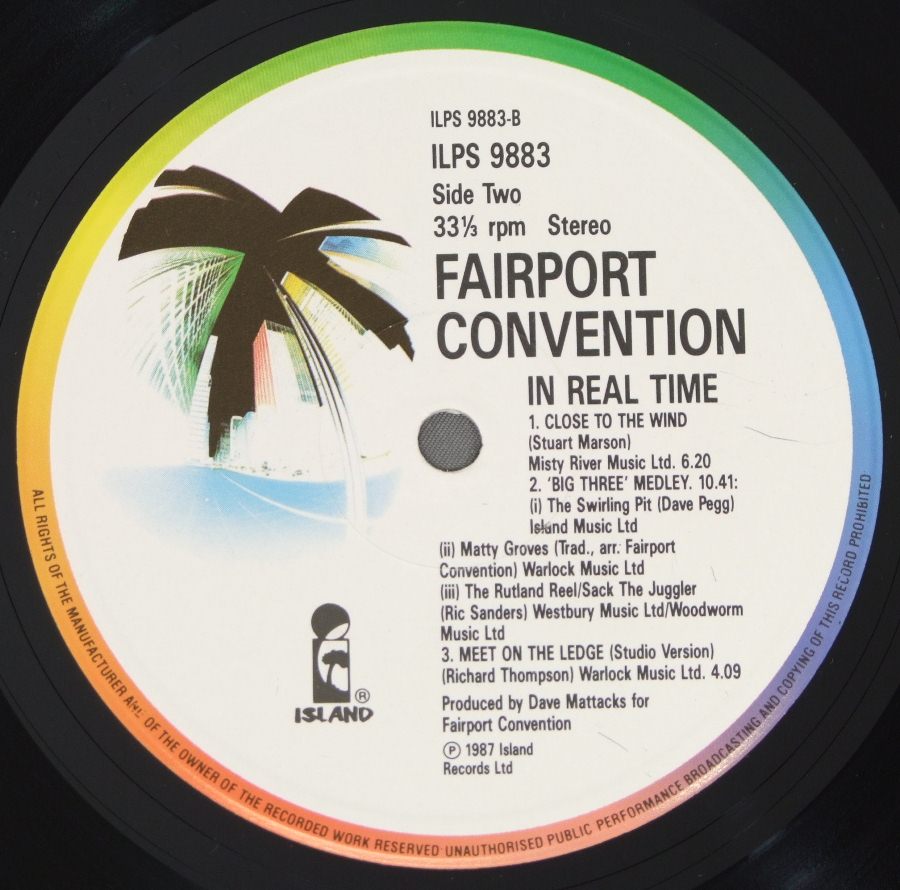 ILPS 9883-B
ILPS 9883
Side Two
33⅓ rpm Stereo
FAIRPORT
CONVENTION
IN REAL TIME
1. CLOSE TO THE WIND
(Stuart Marson)
Misty River Music Ltd. 6.20
2. 'BIG THREE' MEDLEY. 10.41:
(i) The Swirling Pit (Dave Pegg)
Island Music Ltd
(ii) Matty Groves (Trad., arr. Fairport
Convention) Warlock Music Ltd
(iii) The Rutland Reel/Sack The Juggler
(Ric Sanders) Westbury Music Ltd/Woodworm
Music Ltd
3. MEET ON THE LEDGE (Studio Version)
(Richard Thompson) Warlock Music Ltd. 4.09
Produced by Dave Mattacks for
Fairport Convention
℗ 1987 Island
Records Ltd
ISLAND®
ALL RIGHTS OF THE MANUFACTURER AND OF THE OWNER OF THE RECORDED WORK RESERVED UNAUTHORISED PUBLIC PERFORMANCE BROADCASTING AND COPYING OF THIS RECORD PROHIBITED